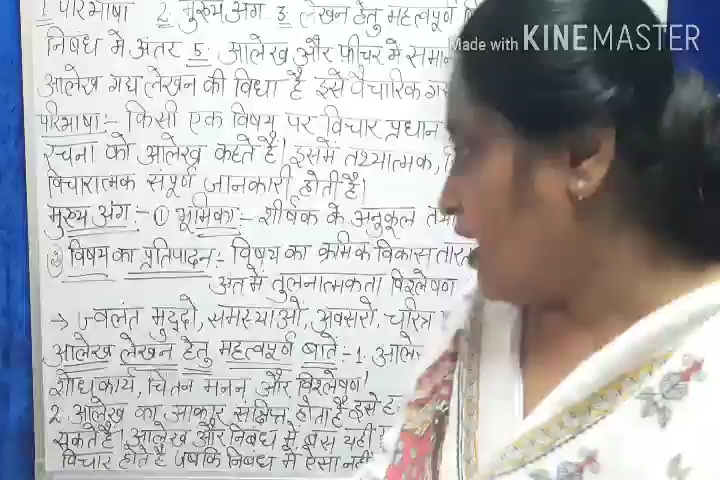 1. परिभाषा 2. मुख्य अंग 3. लेखन हेतु महत्वपूर्ण
निबंध में अंतर 5. आलेख और फीचर में
आलेख गद्य लेखन की विधा है इसे वैचारिक
परिभाषा:- किसी एक विषय पर विचार प्रधान
रचना को आलेख कहते हैं। इसमें तथ्यात्मक,
विचारात्मक संपूर्ण जानकारी होती है।
मुख्य अंग:- ① भूमिका:- शीर्षक के अनुकूल
② विषय का प्रतिपादन:- विषय का क्रमिक विकास
अंत में तुलनात्मकता विश्लेषण
→ ज्वलंत मुद्दो, समस्याओं, अवसरो, चरित्र
आलेख लेखन हेतु महत्वपूर्ण बातें:- 1.
शोधकार्य, चिंतन मनन और विश्लेषण
2. आलेख का आकार संक्षिप्त होता है इसे
सकते हैं। आलेख और निबंध में बस यही
विचार होते है जबकि निबंध में ऐसा नहीं
Made with KINEMASTER